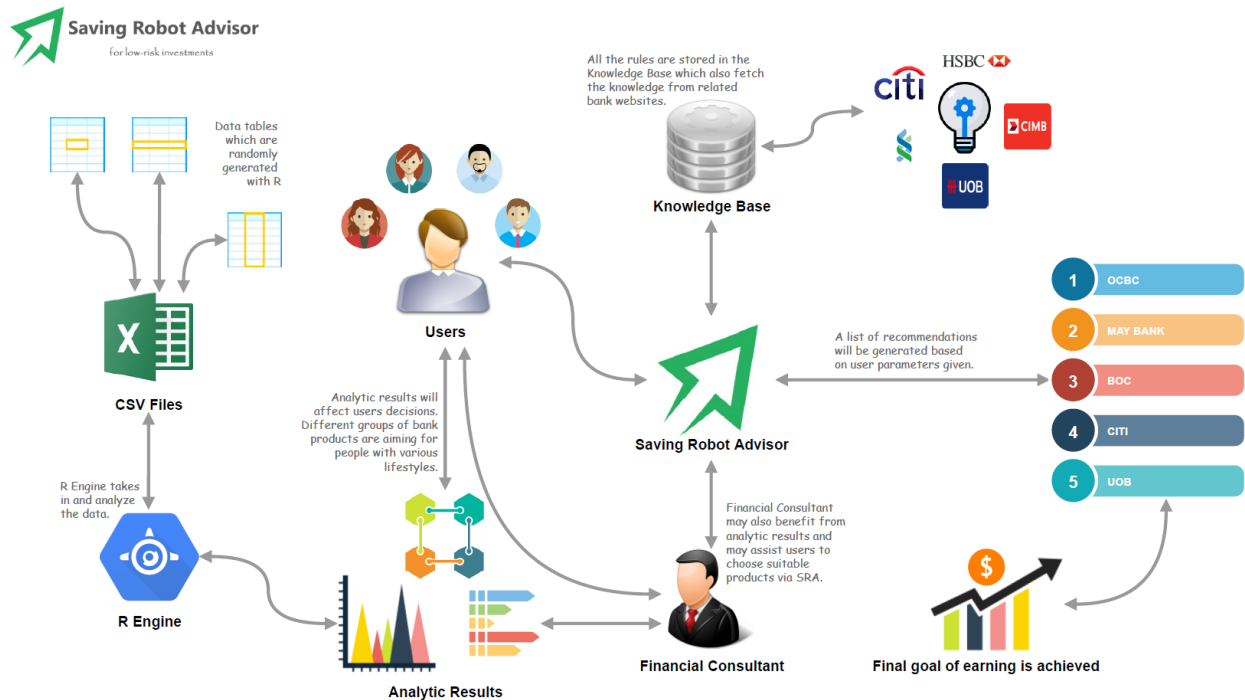 Saving Robot Advisor
for low-risk investments
Data tables
which are
randomly
generated
with R
X
CSV Files
R Engine takes
in and analyze
the data.
R Engine
Users
Analytic results will
affect users decisions.
Different groups of bank
products are aiming for
people with various
lifestyles.
Analytic Results
All the rules are stored in the
Knowledge Base which also fetch
the knowledge from related
bank websites.
Knowledge Base
citi
HSBC
CIMB
UOB
Saving Robot Advisor
A list of recommendations
will be generated based
on user parameters given.
1 OCBC
2 MAY BANK
3 BOC
4 CITI
5 UOB
Financial Consultant
may also benefit from
analytic results and
may assist users to
choose suitable
products via SRA.
Financial Consultant
$
Final goal of earning is achieved